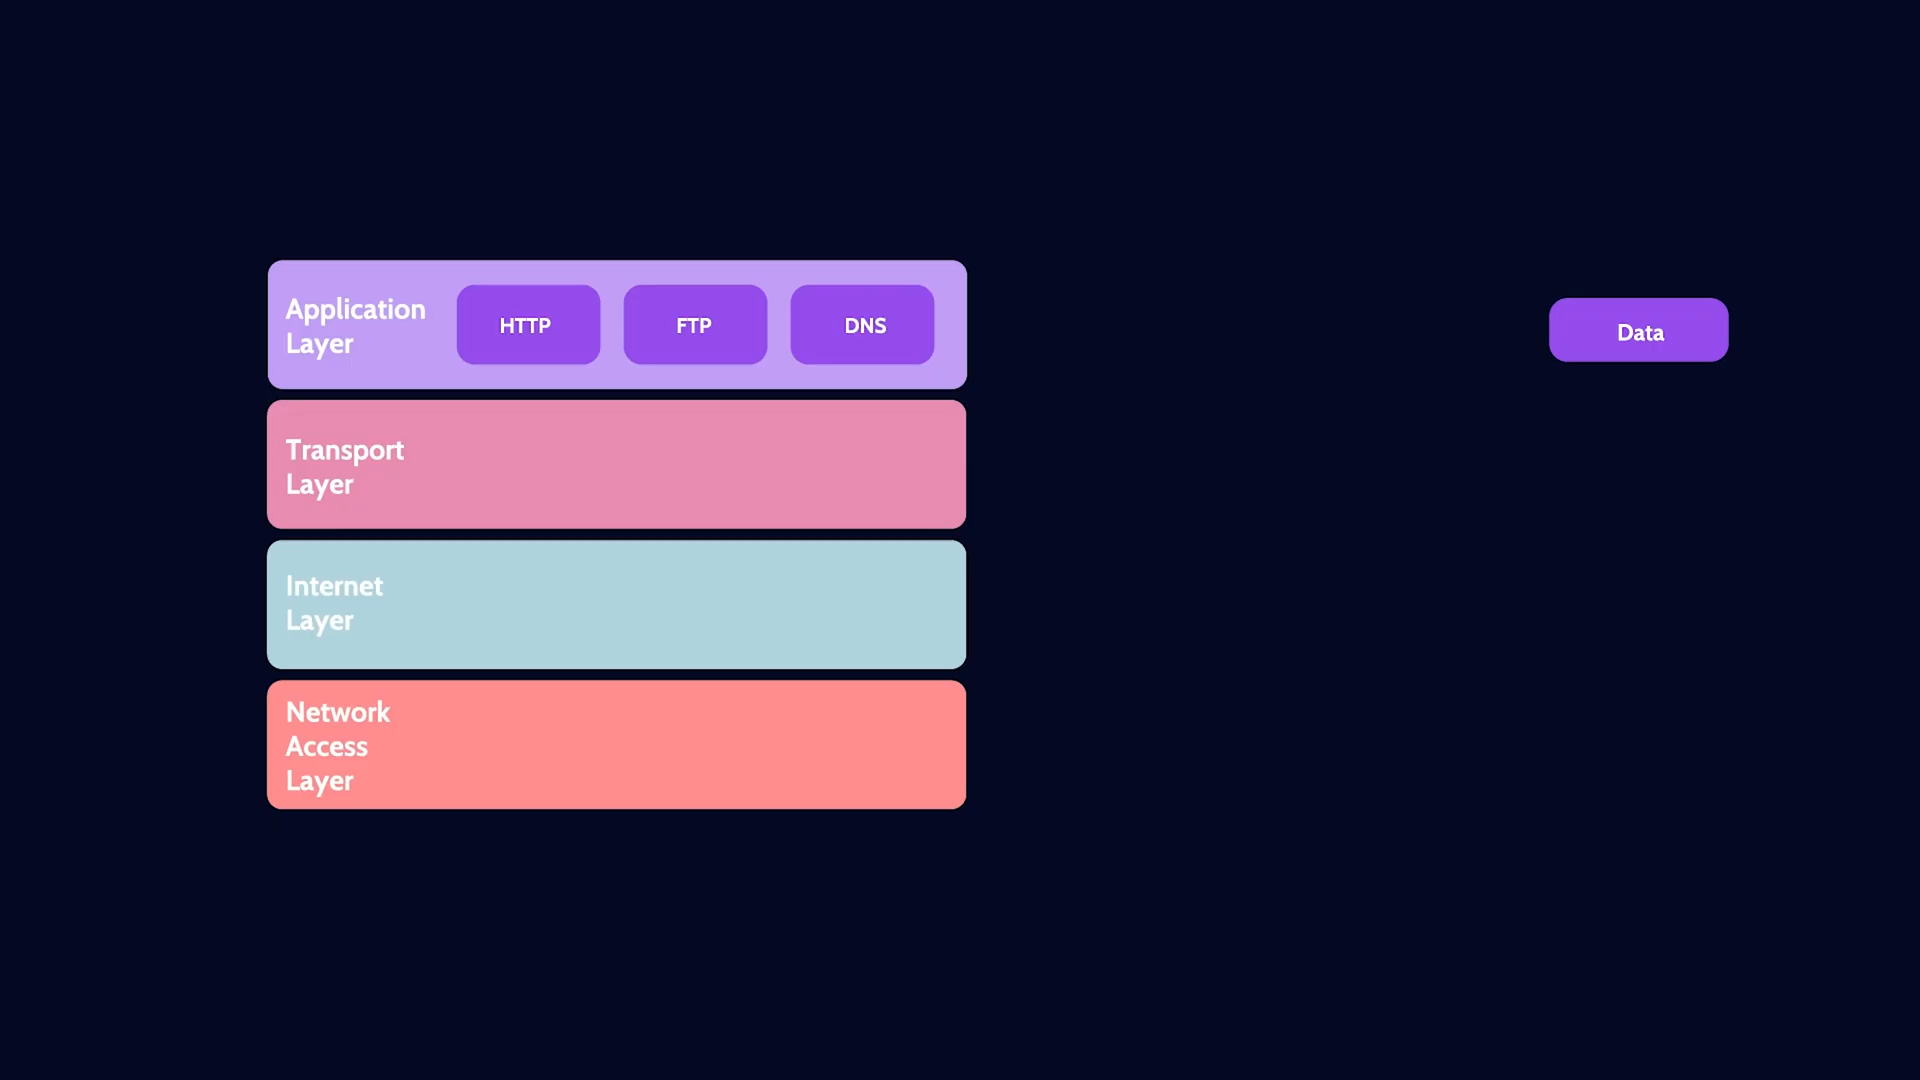 Application
Layer
HTTP
FTP
DNS
Data
Transport
Layer
Internet
Layer
Network
Access
Layer